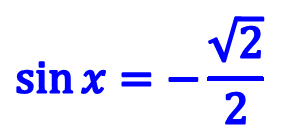 sin x = −√2/2